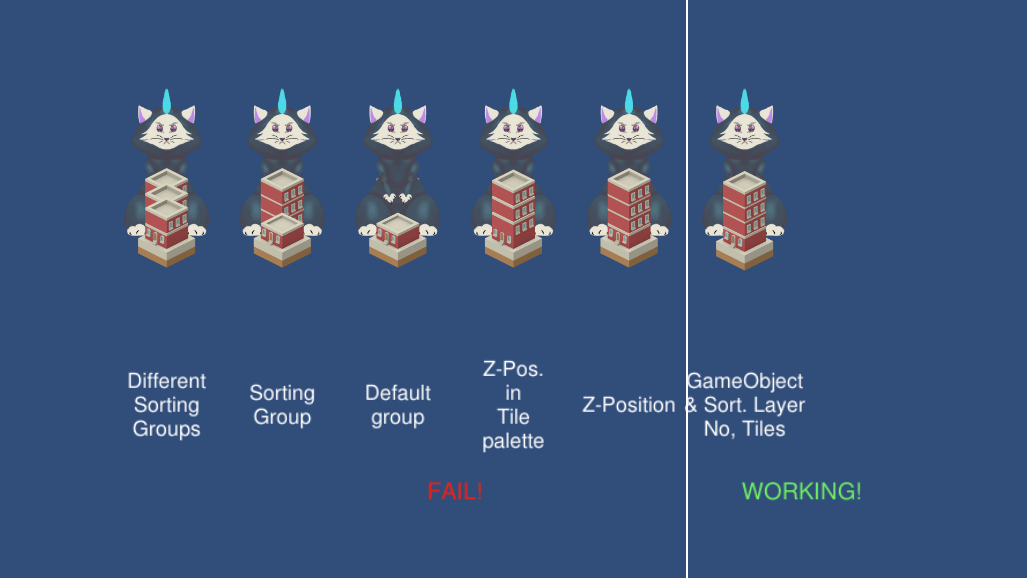 Different
Sorting
Groups
Sorting
Group
Default
group
Z-Pos.
in
Tile
palette
Z-Position
GameObject
& Sort. Layer
No, Tiles
FAIL!
WORKING!